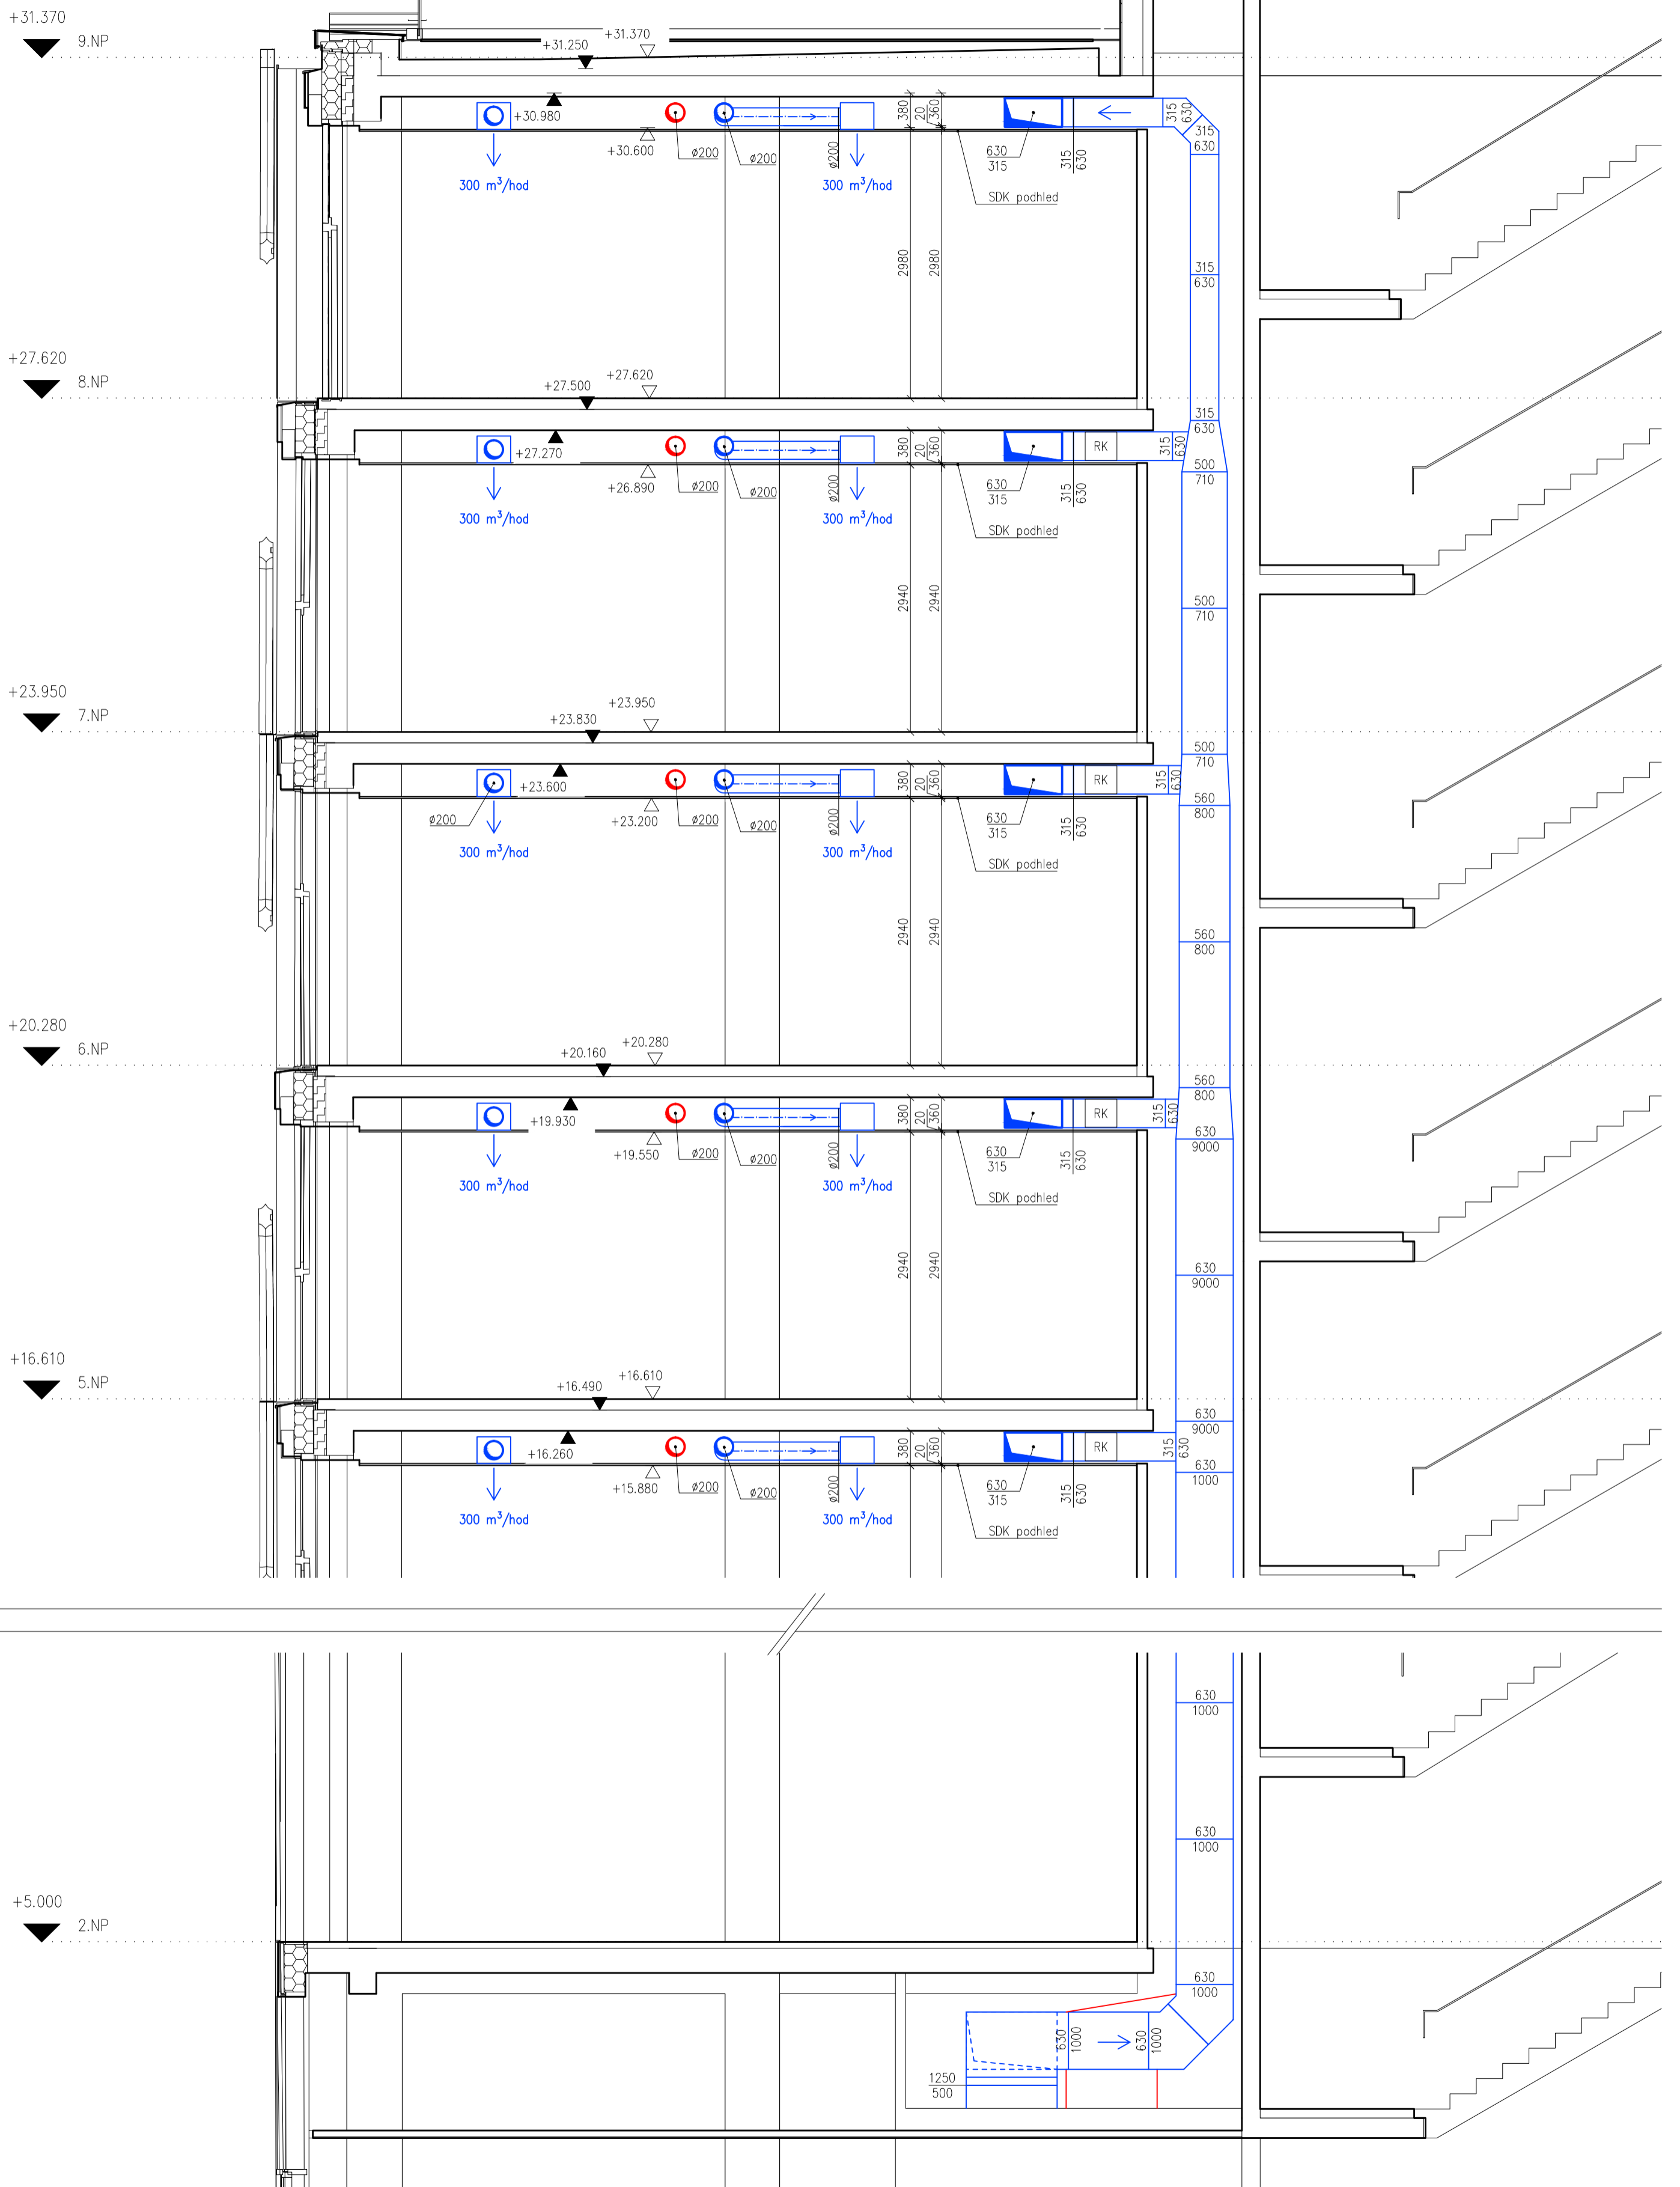 +31.370
9.NP
+31.250
+31.370
+30.980
+30.600
ø200
ø200
ø200
300 m³/hod
300 m³/hod
380
20
360
630
315
315
630
SDK podhled
315
630
315
630
2980
2980
315
630
+27.620
8.NP
+27.500
+27.620
+27.270
+26.890
ø200
ø200
ø200
300 m³/hod
300 m³/hod
380
20
360
630
315
315
630
SDK podhled
RK
315
630
315
630
500
710
2940
2940
500
710
+23.950
7.NP
+23.830
+23.950
+23.600
+23.200
ø200
ø200
ø200
ø200
300 m³/hod
300 m³/hod
380
20
360
630
315
315
630
SDK podhled
RK
315
630
500
710
560
800
2940
2940
560
800
+20.280
6.NP
+20.160
+20.280
+19.930
+19.550
ø200
ø200
ø200
300 m³/hod
300 m³/hod
380
20
360
630
315
315
630
SDK podhled
RK
315
630
560
800
630
9000
2940
2940
630
9000
+16.610
5.NP
+16.490
+16.610
+16.260
+15.880
ø200
ø200
ø200
300 m³/hod
300 m³/hod
380
20
360
630
315
315
630
SDK podhled
RK
315
630
630
9000
630
1000
630
1000
630
1000
+5.000
2.NP
630
1000
630
1000
630
1000
1250
500